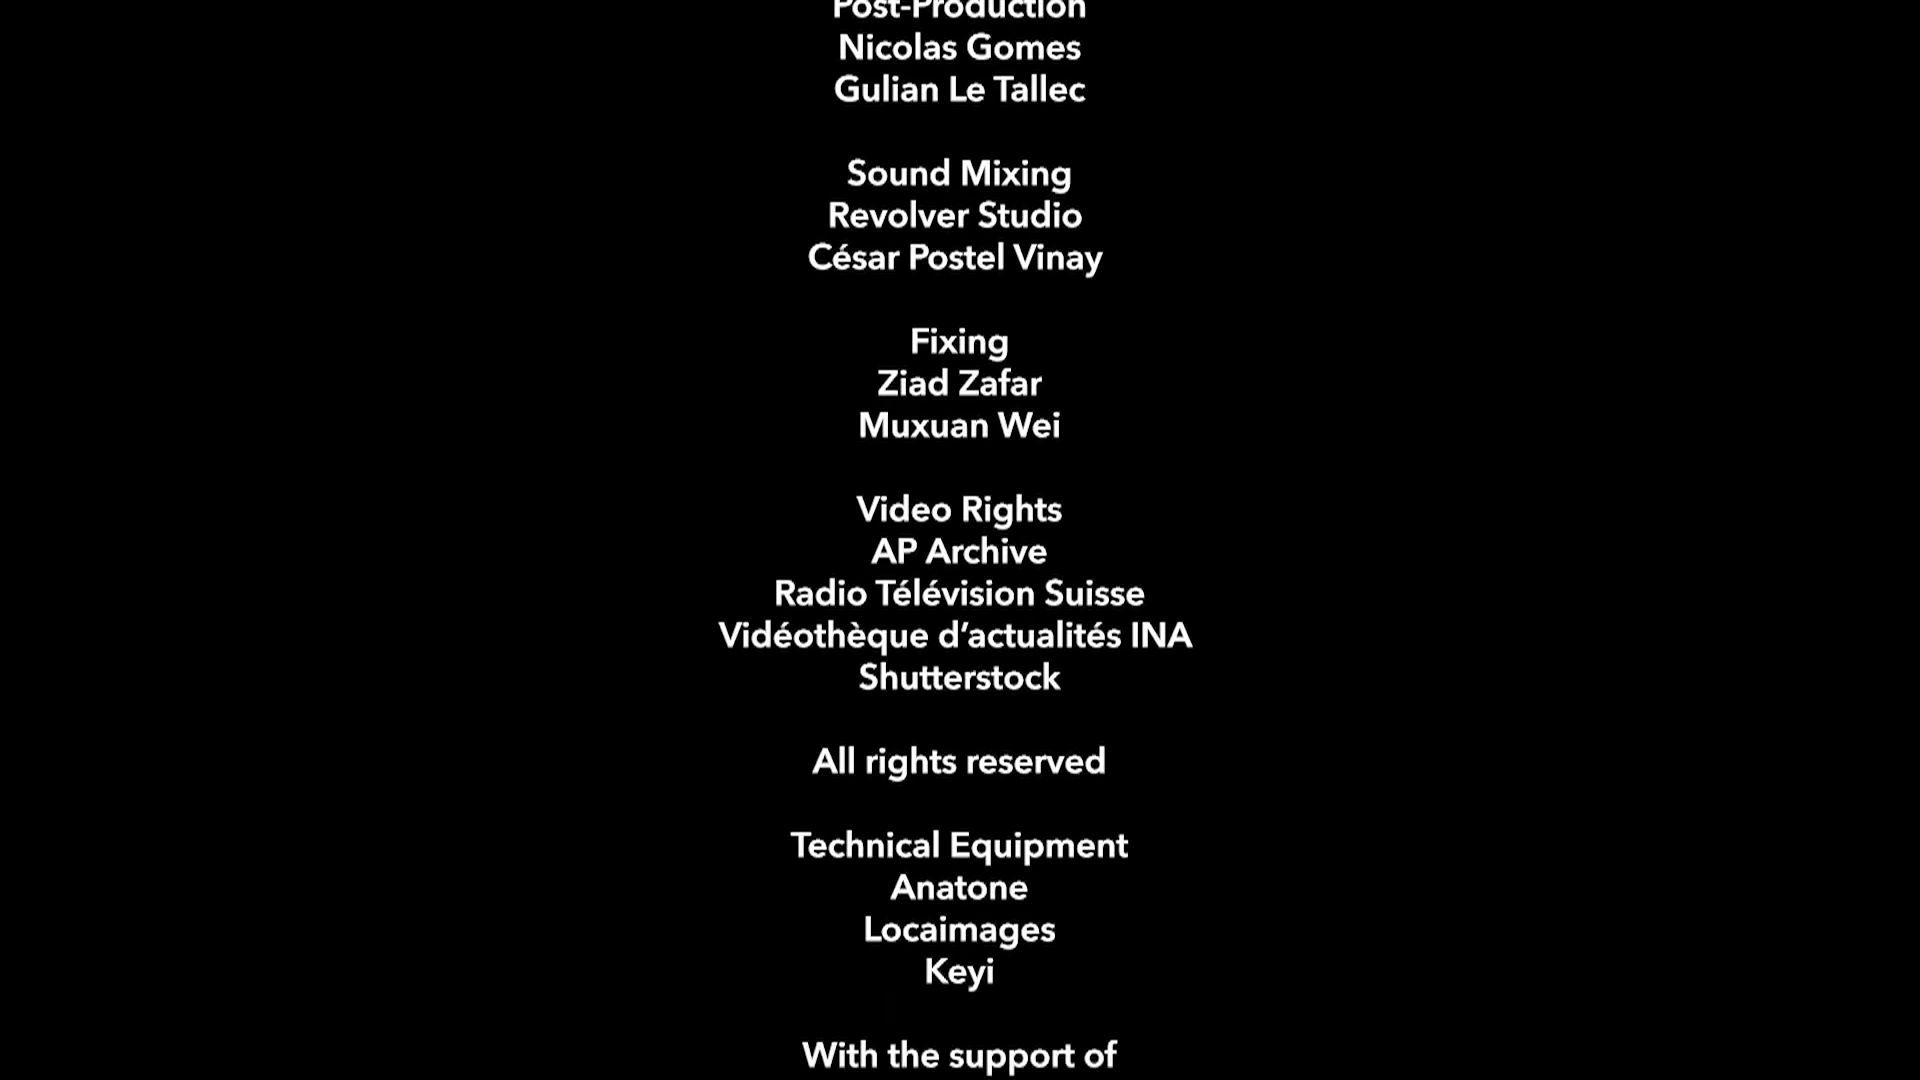 Post-Production
Nicolas Gomes
Gulian Le Tallec
Sound Mixing
Revolver Studio
César Postel Vinay
Fixing
Ziad Zafar
Muxuan Wei
Video Rights
AP Archive
Radio Télévision Suisse
Vidéothèque d’actualités INA
Shutterstock
All rights reserved
Technical Equipment
Anatone
Locaimages
Keyi
With the support of